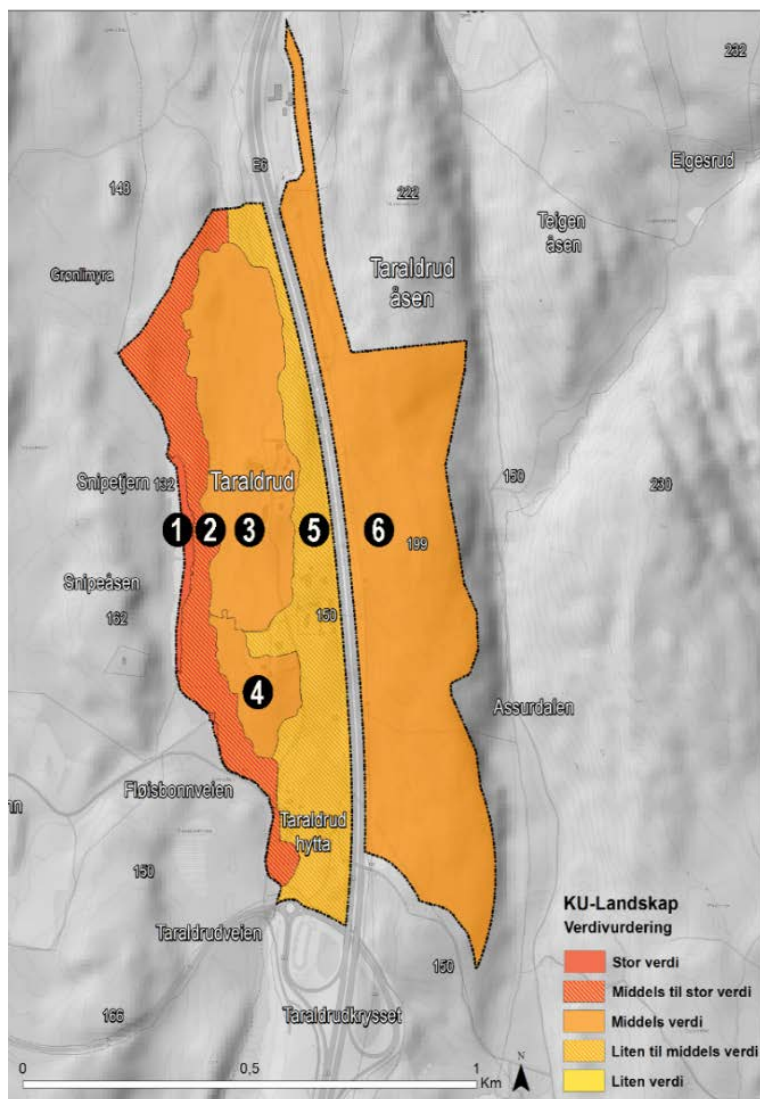 232
E6
Elgesrud
148
222
Teigen
åsen
Grønlimyra
Taraldrud
åsen
Snipetjern 132
Taraldrud
150
230
1 2 3 5 6
199
Snipeåsen
162
150
4
Assurdalen
Fløisbonnveien
Taraldrud
hytta
150
KU-Landskap
Verdivurdering
Taraldrudveien
Stor verdi
150
Middels til stor verdi
166
Taraldrudkrysset
Middels verdi
Liten til middels verdi
0 0,5 1
Km
N
Liten verdi